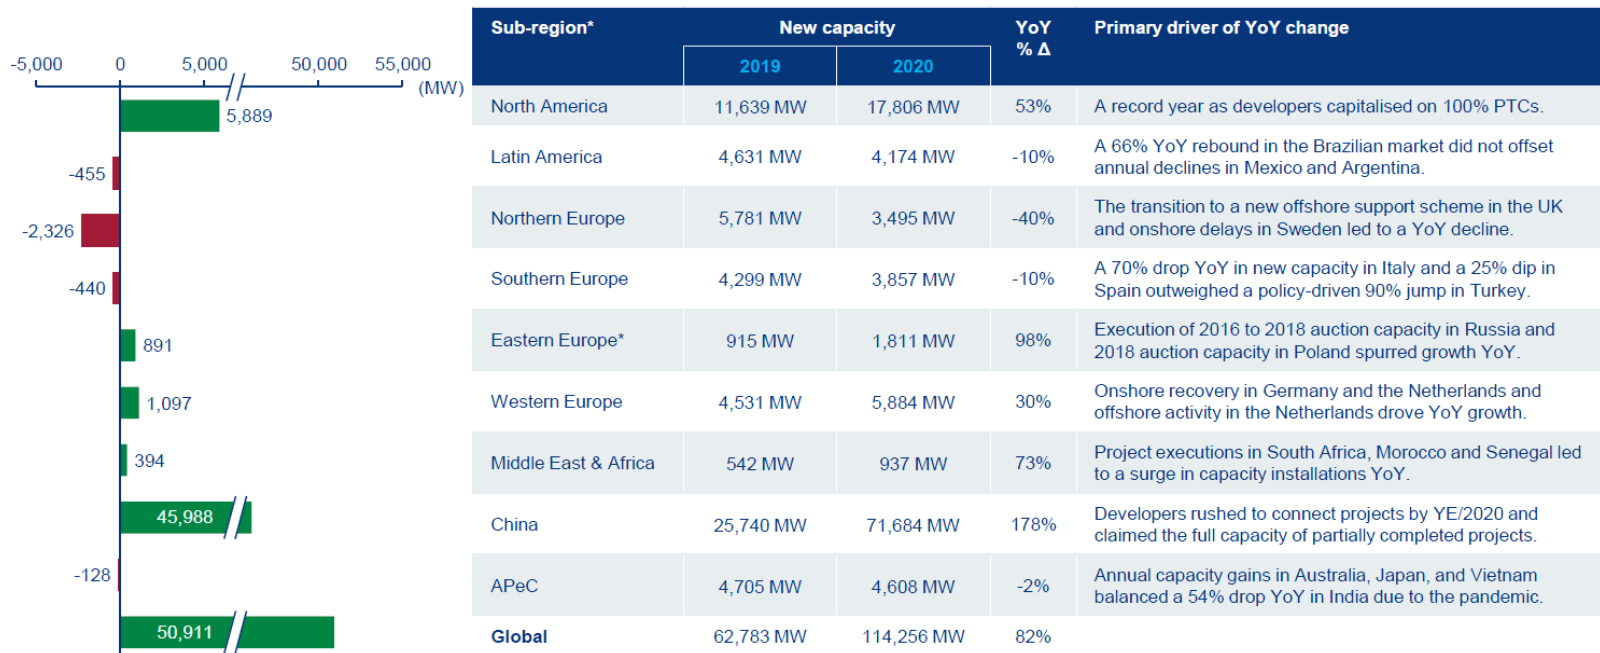 -5,000 0 5,000 50,000 55,000
(MW)
5,889
-455
-2,326
-440
891
1,097
394
45,988
-128
50,911
Sub-region* New capacity YoY Primary driver of YoY change
% Δ
2019 2020
North America 11,639 MW 17,806 MW 53% A record year as developers capitalised on 100% PTCs.
A 66% YoY rebound in the Brazilian market did not offset
Latin America 4,631 MW 4,174 MW -10%
annual declines in Mexico and Argentina.
The transition to a new offshore support scheme in the UK
Northern Europe 5,781 MW 3,495 MW -40%
and onshore delays in Sweden led to a YoY decline.
A 70% drop YoY in new capacity in Italy and a 25% dip in
Southern Europe 4,299 MW 3,857 MW -10%
Spain outweighed a policy-driven 90% jump in Turkey.
Execution of 2016 to 2018 auction capacity in Russia and
Eastern Europe* 915 MW 1,811 MW 98%
2018 auction capacity in Poland spurred growth YoY.
Onshore recovery in Germany and the Netherlands and
Western Europe 4,531 MW 5,884 MW 30%
offshore activity in the Netherlands drove YoY growth.
Project executions in South Africa, Morocco and Senegal led
Middle East & Africa 542 MW 937 MW 73%
to a surge in capacity installations YoY.
Developers rushed to connect projects by YE/2020 and
China 25,740 MW 71,684 MW 178%
claimed the full capacity of partially completed projects.
Annual capacity gains in Australia, Japan, and Vietnam
APeC 4,705 MW 4,608 MW -2%
balanced a 54% drop YoY in India due to the pandemic.
Global 62,783 MW 114,256 MW 82%